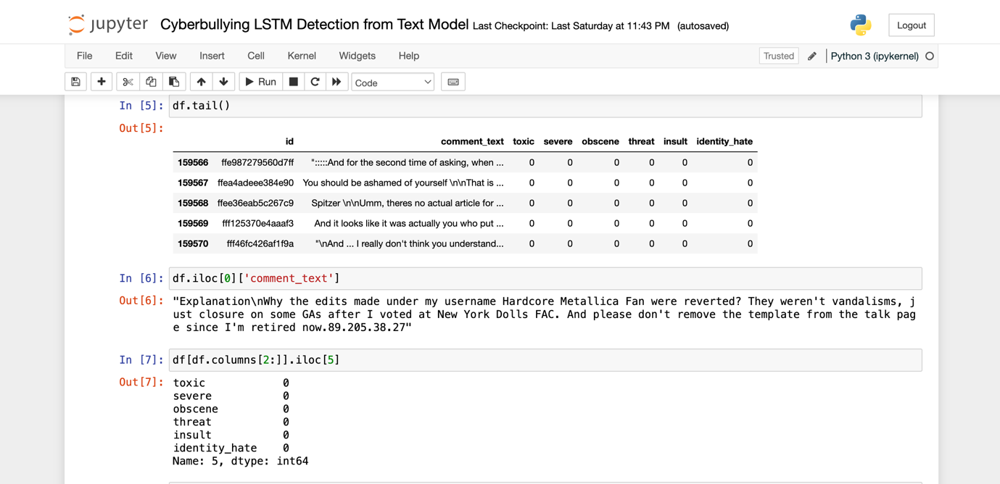 jupyter Cyberbullying LSTM Detection from Text Model Last Checkpoint: Last Saturday at 11:43 PM (autosaved) Logout
File Edit View Insert Cell Kernel Widgets Help Trusted Python 3 (ipykernel)
Run Code
In [5]: df.tail()
Out[5]:
id comment_text toxic severe obscene threat insult identity_hate
159566 ffe987279560d7ff ":::::And for the second time of asking, when ... 0 0 0 0 0 0
159567 ffea4adeee384e90 You should be ashamed of yourself \n\nThat is ... 0 0 0 0 0 0
159568 ffee36eab5c267c9 Spitzer \n\nUmm, theres no actual article for ... 0 0 0 0 0 0
159569 fff125370e4aaaf3 And it looks like it was actually you who put ... 0 0 0 0 0 0
159570 fff46fc426af1f9a "\nAnd ... I really don't think you understand... 0 0 0 0 0 0
In [6]: df.iloc[0]['comment_text']
Out[6]: "Explanation\nWhy the edits made under my username Hardcore Metallica Fan were reverted? They weren't vandalisms, j
ust closure on some GAs after I voted at New York Dolls FAC. And please don't remove the template from the talk pag
e since I'm retired now.89.205.38.27"
In [7]: df[df.columns[2:]].iloc[5]
Out[7]: toxic 0
severe 0
obscene 0
threat 0
insult 0
identity_hate 0
Name: 5, dtype: int64